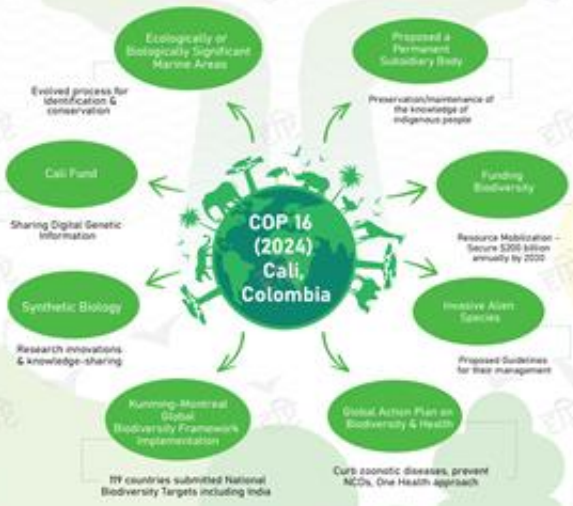 Ecologically or
Biologically Significant
Marine Areas
Evolved process for
identification &
conservation
Proposed a
Permanent
Subsidiary Body
Preservation/maintenance of
the knowledge of
indigenous people
Cali Fund
Sharing Digital Genetic
Information
Funding
Biodiversity
Resource Mobilization -
Secure $200 billion
annually by 2030
COP 16
(2024)
Cali,
Colombia
Synthetic Biology
Research innovations
& knowledge-sharing
Invasive Alien
Species
Proposed Guidelines
for their management
Kunming-Montreal
Global
Biodiversity Framework
Implementation
119 countries submitted National
Biodiversity Targets including India
Global Action Plan on
Biodiversity & Health
Curb zoonotic diseases, prevent
NCDs, One Health approach